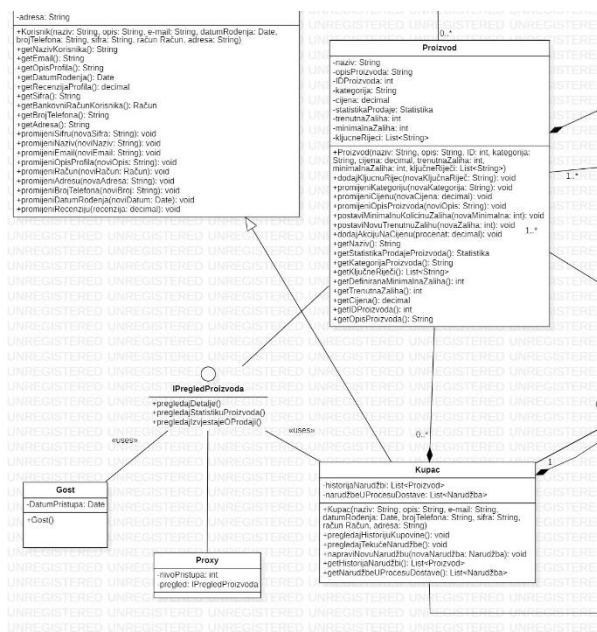 -adresa: String
+Korisnik(naziv: String, opis: String, e-mail: String, datumRođenja: Date,
brojTelefona: String, sifra: String, račun Račun, adresa: String)
+getNazivKorisnika(): String
+getEmail(): String
+getOpisProfila(): String
+getDatumRođenja(): Date
+getRecenzijaProfila(): decimal
+getSifra(): String
+getBankovniRačunKorisnika(): Račun
+getBrojTelefona(): String
+getAdresa(): String
+promijeniSifru(novaSifra: String): void
+promijeniNaziv(noviNaziv: String): void
+promijeniEmail(noviEmail: String): void
+promijeniOpisProfila(noviOpis: String): void
+promijeniRačun(noviRačun: Račun): void
+promijeniAdresu(novaAdresa: String): void
+promijeniBrojTelefona(noviBroj: String): void
+promijeniDatumRođenja(noviDatum: Date): void
+promijeniRecenziju(recenzija: decimal): void
0..*
Proizvod
-naziv: String
-opisProizvoda: String
-IDProizvoda: int
-kategorija: String
-cijena: decimal
-statistikaProdaje: Statistika
-trenutnaZaliha: int
-minimalnaZaliha: int
-kljucneRijeci: List<String>
+Proizvod(naziv: String, opis: String, ID: int, kategorija:
String, cijena: decimal, trenutnaZaliha: int,
minimalnaZaliha: int, ključneRiječi: List<String>)
+dodajKljucnuRijec(novaKljučnaRiječ: String): void
+promijeniKategoriju(novaKategorija: String): void
+promijeniCijenu(novaCijena: decimal): void
+promijeniOpisProizvoda(noviOpis: String): void
+postaviMinimalnuKolicinuZaliha(novaMinimalna: int): void
+postaviNovuTrenutnuZalihu(novaZaliha: int): void
+dodajAkcijuNaCijenu(procenat: decimal): void
+getNaziv(): String
+getStatistikaProdajeProizvoda(): Statistika
+getKategorijaProizvoda(): String
+getKljučneRiječi(): List<String>
+getDefiniranaMinimalnaZaliha(): int
+getTrenutnaZaliha(): int
+getCijena(): decimal
+getIDProizvoda(): int
+getOpisProizvoda(): String
1..*
1..*
IPregledProizvoda
+pregledajDetalje()
+pregledajStatistikuProizvoda()
+pregledajIzvjestajeOProdaji()
«uses»
«uses»
0..*
1
Gost
-DatumPristupa: Date
+Gost()
Proxy
-nivoPristupa: int
-pregled: IPregledProizvoda
Kupac
-historijaNarudžbi: List<Proizvod>
-narudžbeUProcesuDostave: List<Narudžba>
+Kupac(naziv: String, opis: String, e-mail: String,
datumRođenja: Date, brojTelefona: String, sifra: String,
račun Račun, adresa: String)
+pregledajHistorijuKupovine(): void
+pregledajTekućeNarudžbe(): void
+napraviNovuNarudžbu(novaNarudžba: Narudžba): void
+getHistorijaNarudžbi(): List<Proizvod>
+getNarudžbeUProcesuDostave(): List<Narudžba>